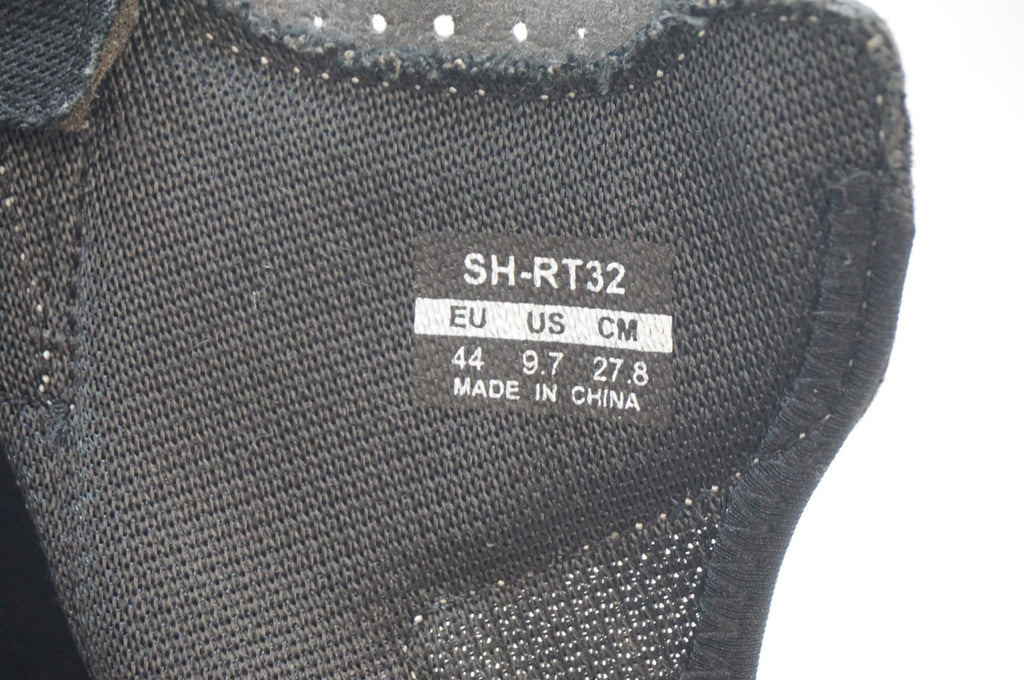 SH-RT32
EU US CM
44 9.7 27.8
MADE IN CHINA